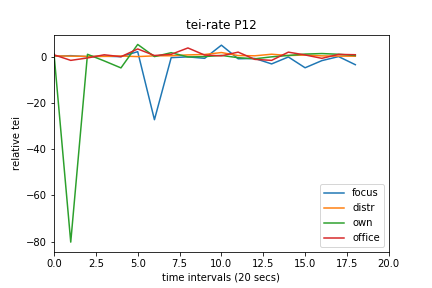 tei-rate P12
relative tei
0
−20
−40
−60
−80
focus
distr
own
office
0.0 2.5 5.0 7.5 10.0 12.5 15.0 17.5 20.0
time intervals (20 secs)